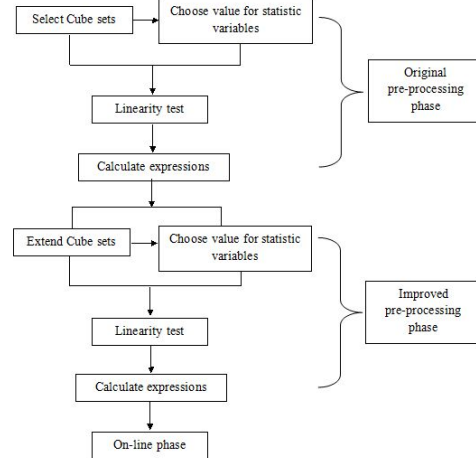 Select Cube sets
Choose value for statistic
variables
Original
pre-processing
phase
Linearity test
Calculate expressions
Extend Cube sets
Choose value for statistic
variables
Improved
pre-processing
phase
Linearity test
Calculate expressions
On-line phase